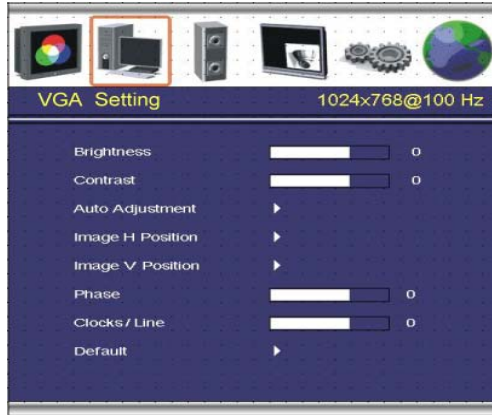 VGA Setting 1024x768@100 Hz
Brightness 0
Contrast 0
Auto Adjustment
Image H Position
Image V Position
Phase 0
Clocks / Line 0
Default